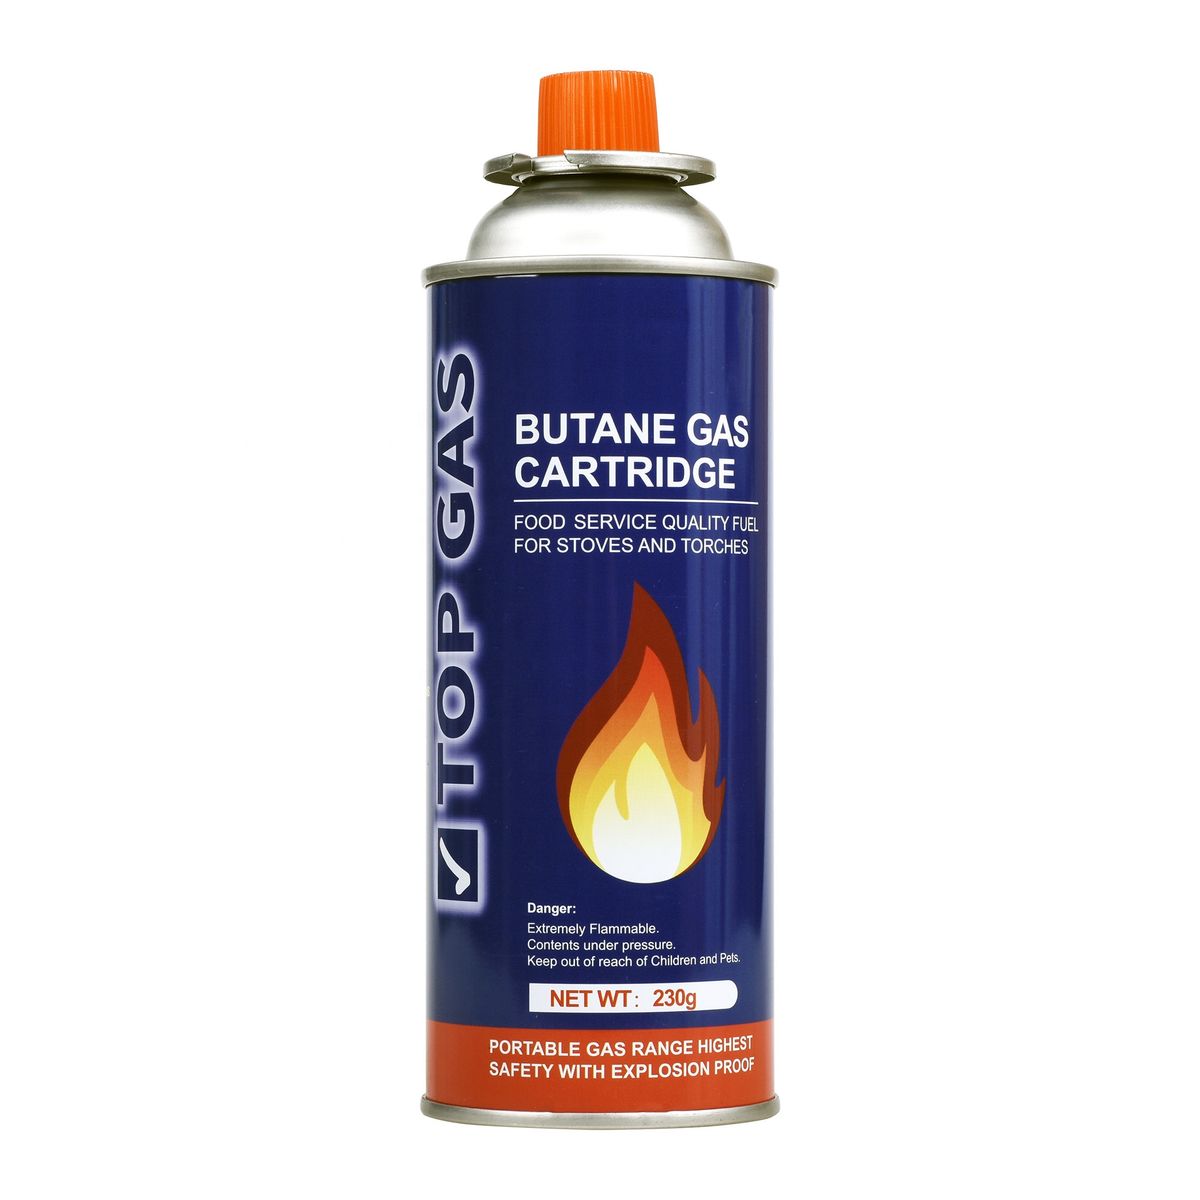 TOP GAS
BUTANE GAS
CARTRIDGE
FOOD SERVICE QUALITY FUEL
FOR STOVES AND TORCHES
Danger:
Extremely Flammable.
Contents under pressure.
Keep out of reach of Children and Pets.
NET WT: 230g
PORTABLE GAS RANGE HIGHEST
SAFETY WITH EXPLOSION PROOF